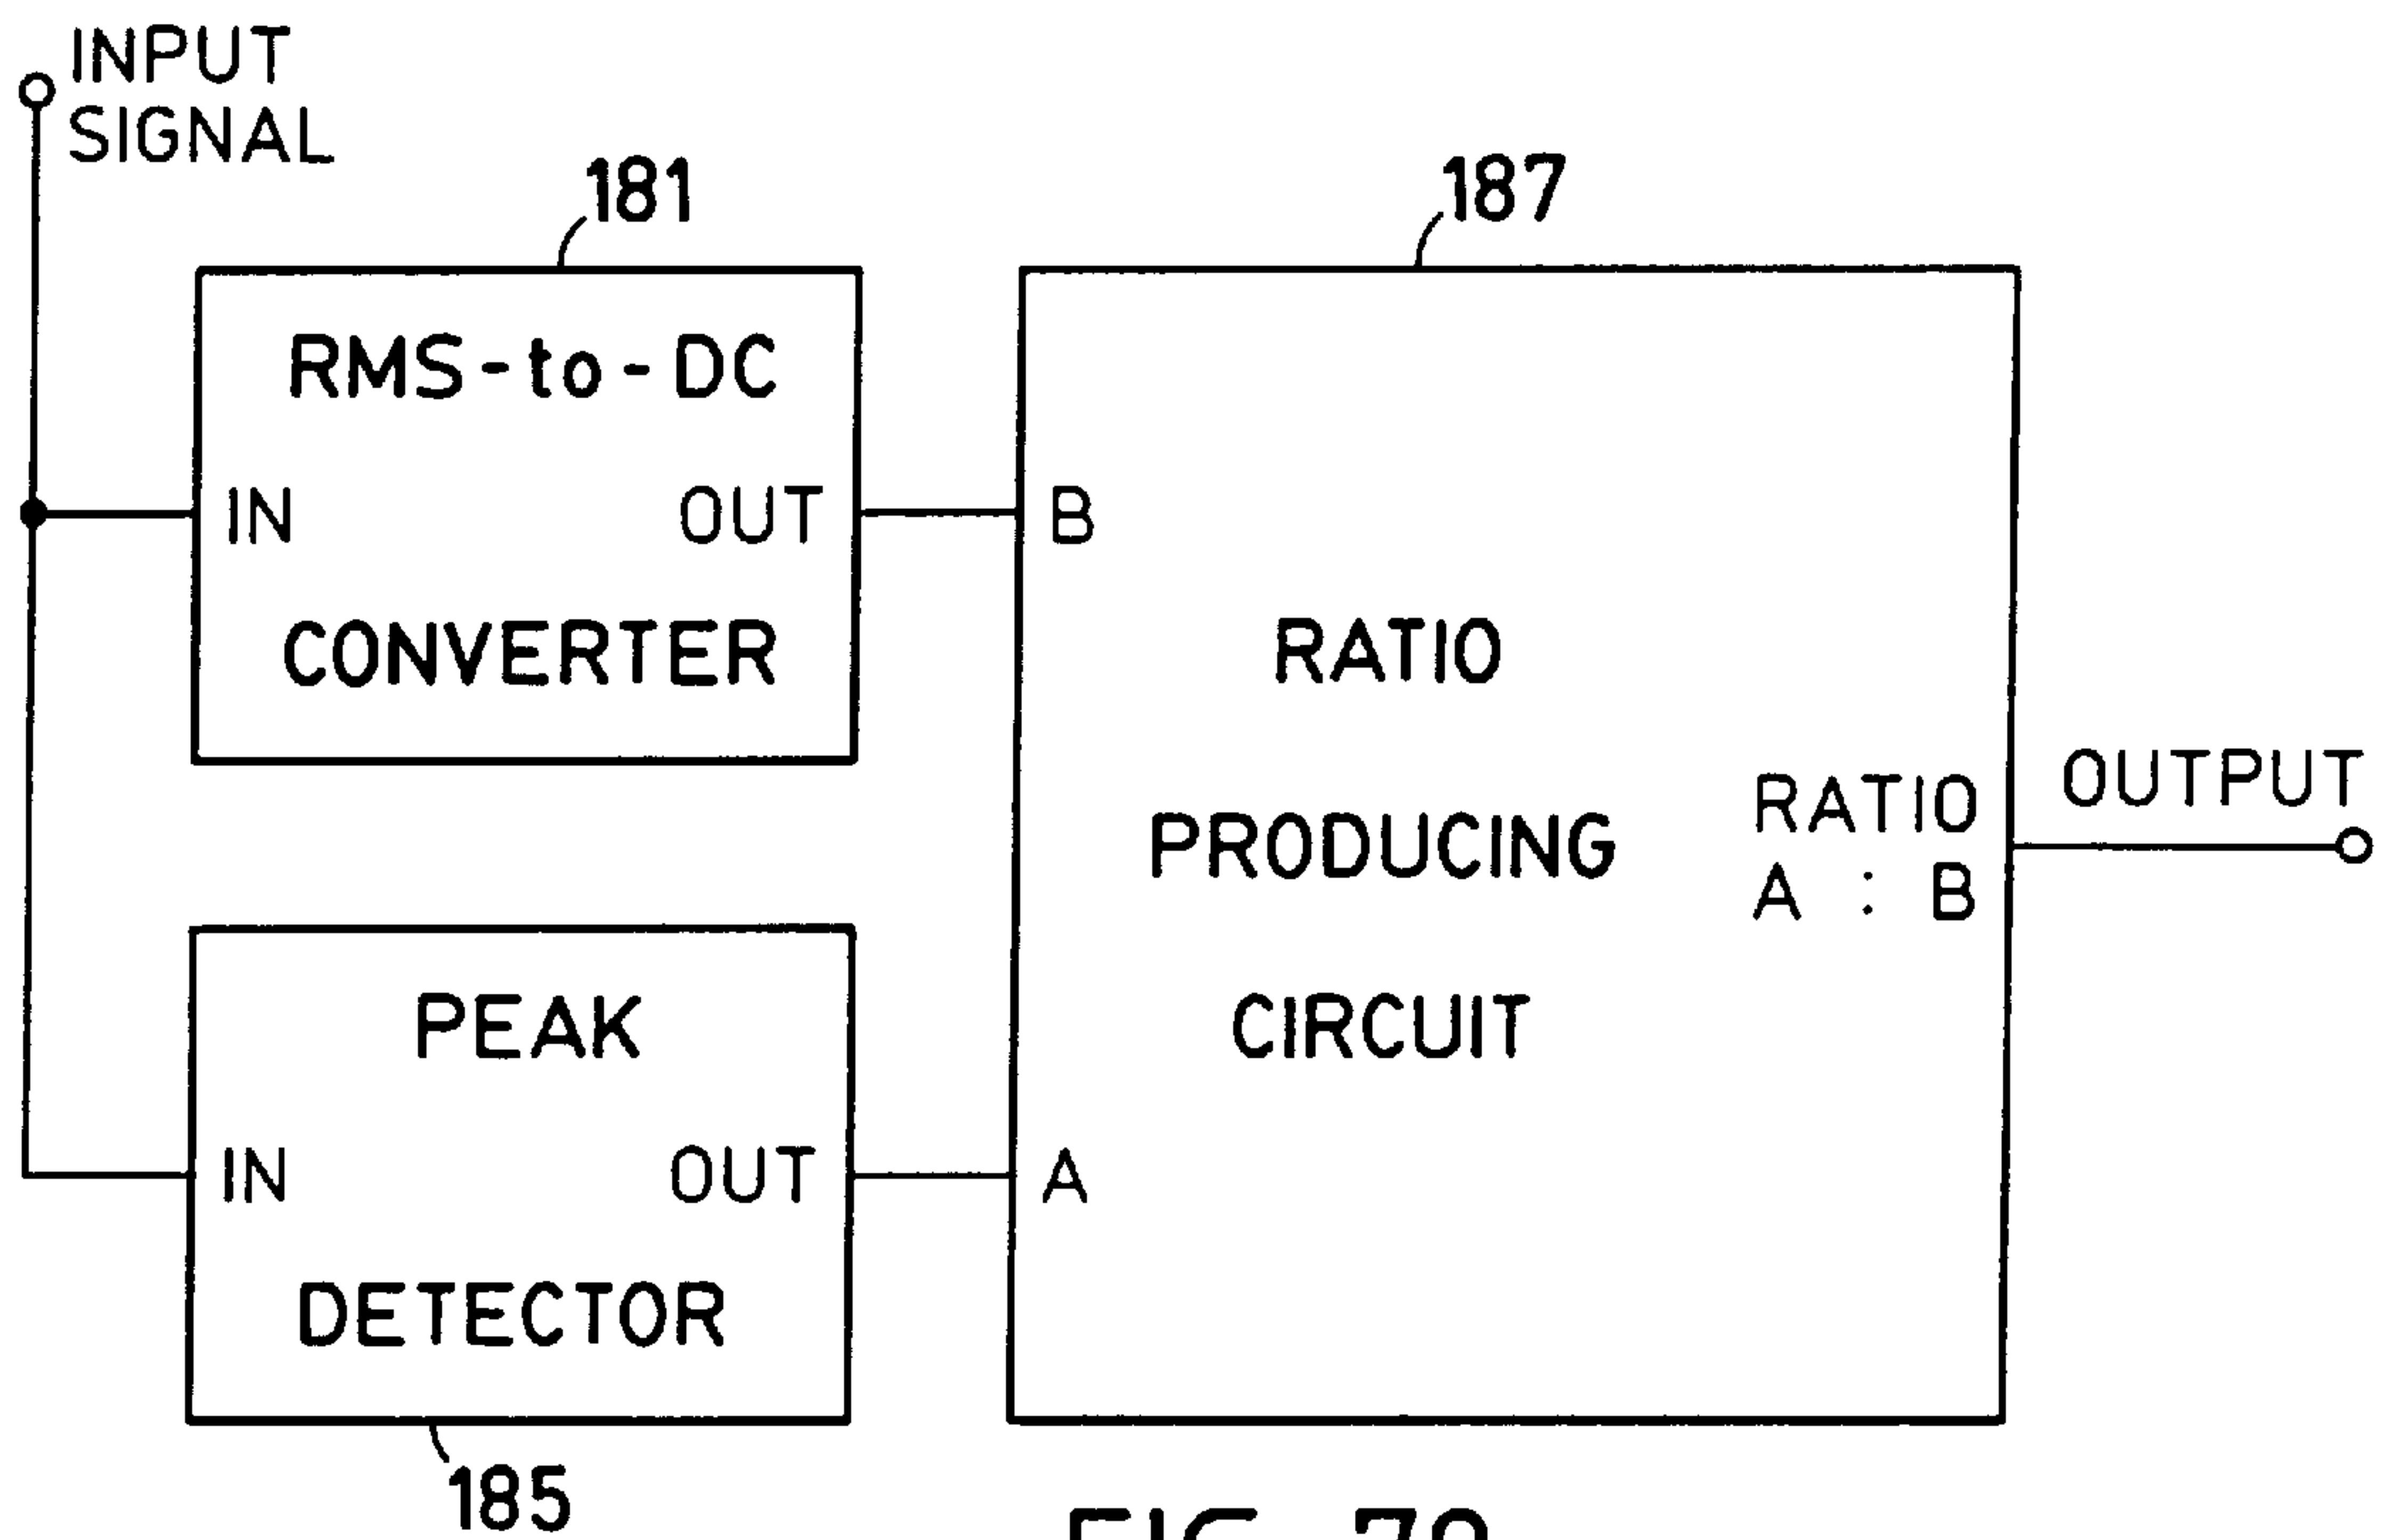 INPUT
SIGNAL
181
187
RMS-to-DC
IN
OUT
CONVERTER
B
RATIO
PRODUCING
CIRCUIT
RATIO
A : B
OUTPUT
PEAK
IN
OUT
DETECTOR
A
185